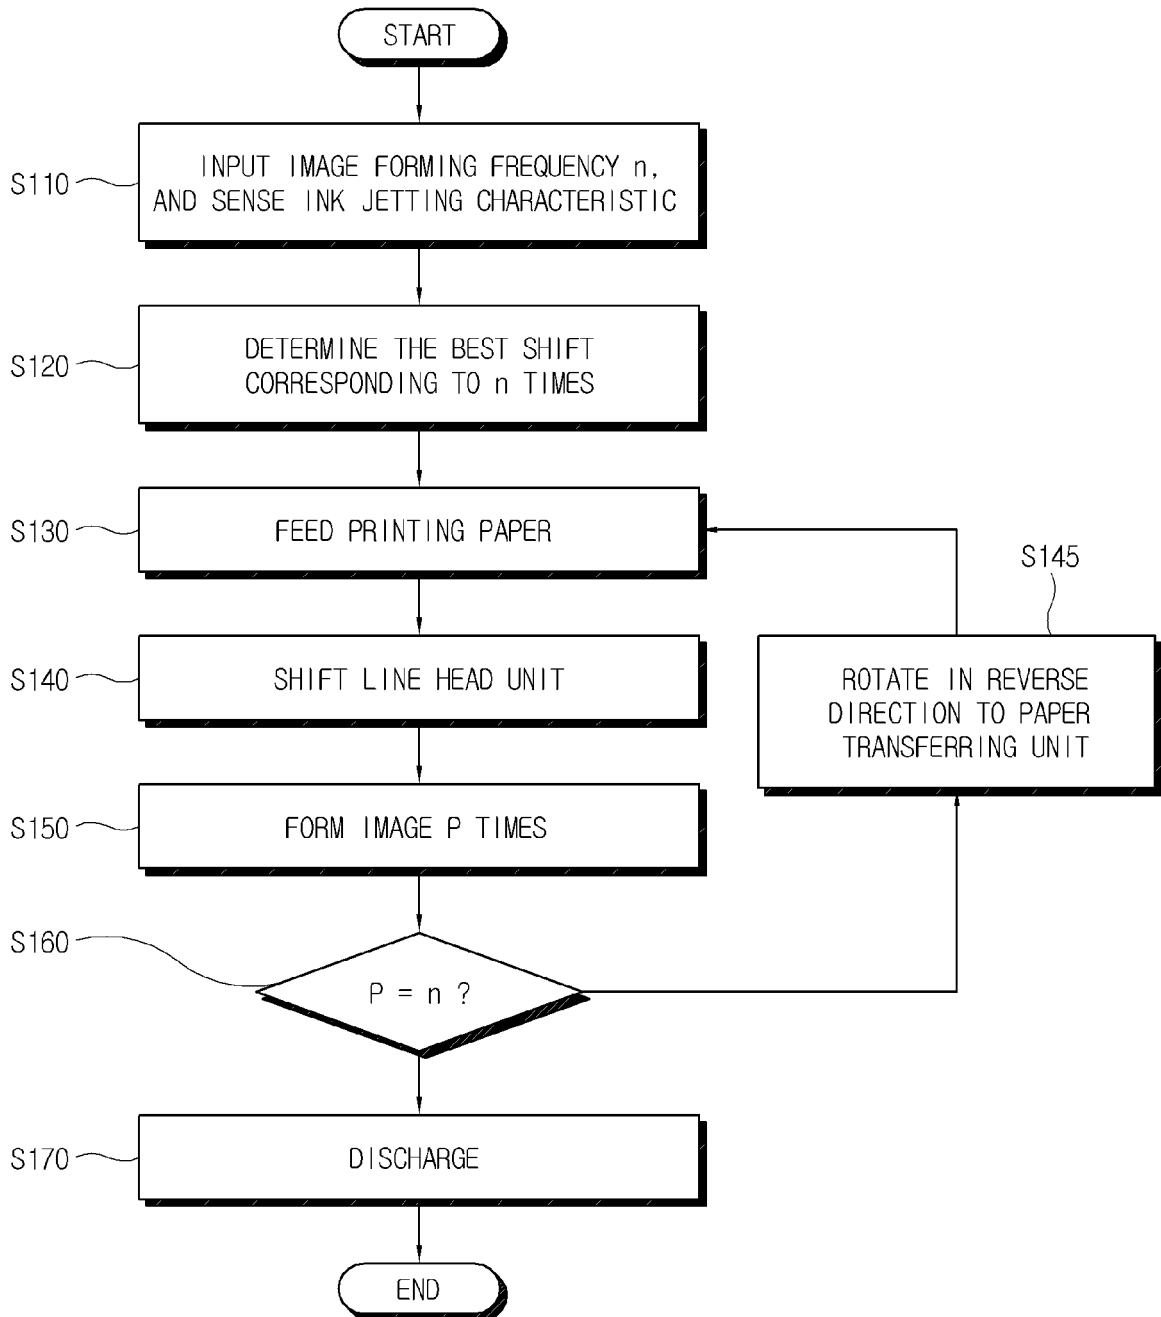 START
S110
INPUT IMAGE FORMING FREQUENCY n,
AND SENSE INK JETTING CHARACTERISTIC
S120
DETERMINE THE BEST SHIFT
CORRESPONDING TO n TIMES
S130
FEED PRINTING PAPER
S145
ROTATE IN REVERSE
DIRECTION TO PAPER
TRANSFERRING UNIT
S140
SHIFT LINE HEAD UNIT
S150
FORM IMAGE P TIMES
S160
P = n ?
S170
DISCHARGE
END